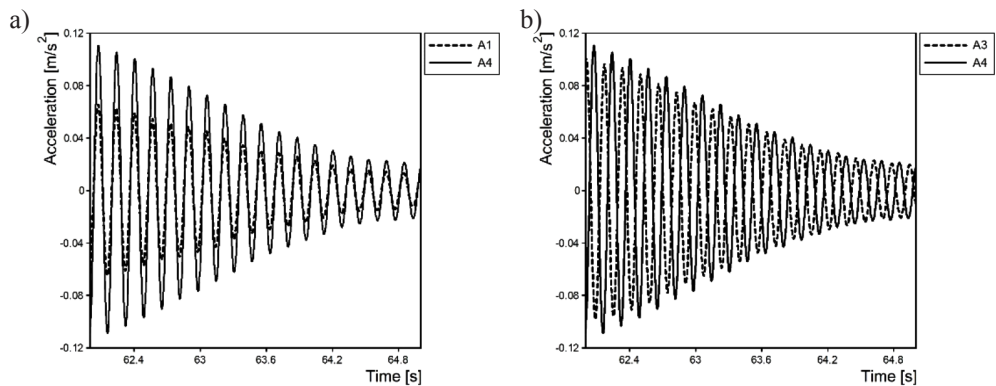 a)
Acceleration [m/s²]
0.12
0.08
0.04
0
-0.04
-0.08
-0.12
62.4 63 63.6 64.2 64.8
Time [s]
A1
A4
b)
Acceleration [m/s²]
0.12
0.08
0.04
0
-0.04
-0.08
-0.12
62.4 63 63.6 64.2 64.8
Time [s]
A3
A4